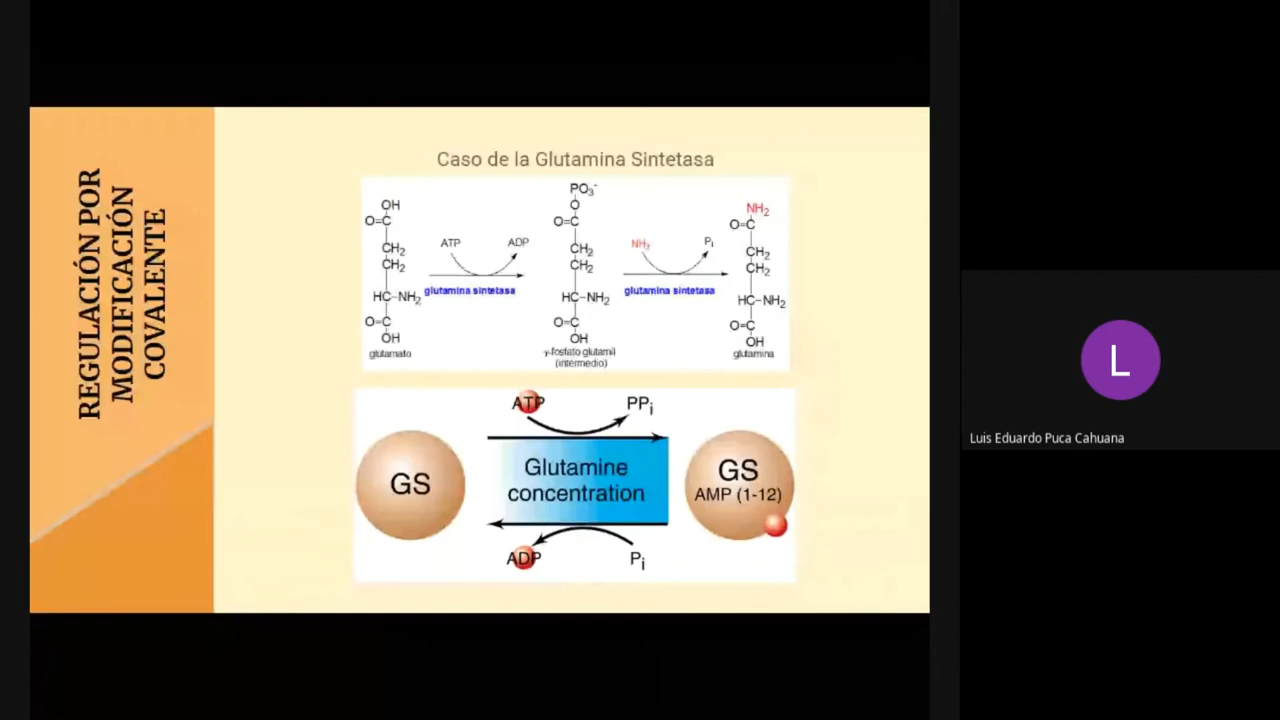 REGULACIÓN POR
MODIFICACIÓN
COVALENTE
Caso de la Glutamina Sintetasa
OH
O=C
CH2
CH2
HC-NH2
O=C
OH
glutamato
ATP
ADP
glutamina sintetasa
PO3-
O
O=C
CH2
CH2
HC-NH2
O=C
OH
γ-fosfato glutamil
(intermedio)
NH3
Pi
glutamina sintetasa
NH2
O=C
CH2
CH2
HC-NH2
O=C
OH
glutamina
ATP
PPi
GS
Glutamine
concentration
GS
AMP (1-12)
ADP
Pi
L
Luis Eduardo Puca Cahuana